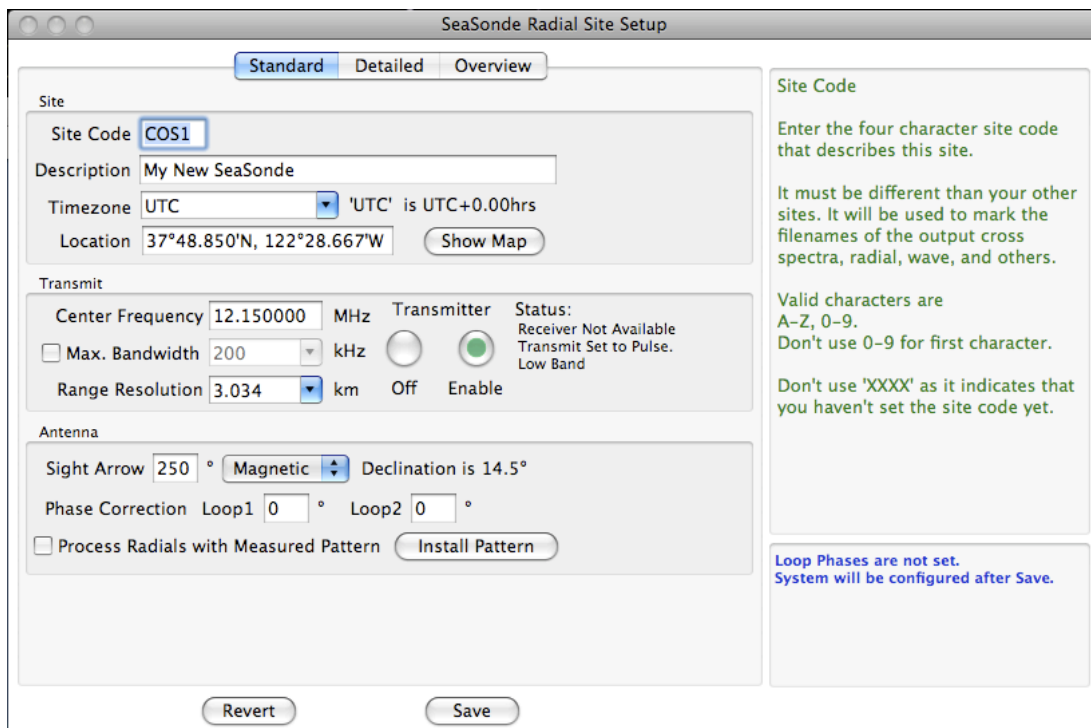 SeaSonde Radial Site Setup
Standard Detailed Overview
Site
Site Code COS1
Description My New SeaSonde
Timezone UTC 'UTC' is UTC+0.00hrs
Location 37°48.850'N, 122°28.667'W Show Map
Transmit
Center Frequency 12.150000 MHz
Max. Bandwidth 200 kHz
Range Resolution 3.034 km
Transmitter
Off Enable
Status:
Receiver Not Available
Transmit Set to Pulse.
Low Band
Antenna
Sight Arrow 250 ° Magnetic Declination is 14.5°
Phase Correction Loop1 0 ° Loop2 0 °
Process Radials with Measured Pattern Install Pattern
Revert Save
Site Code
Enter the four character site code
that describes this site.
It must be different than your other
sites. It will be used to mark the
filenames of the output cross
spectra, radial, wave, and others.
Valid characters are
A-Z, 0-9.
Don't use 0-9 for first character.
Don't use 'XXXX' as it indicates that
you haven't set the site code yet.
Loop Phases are not set.
System will be configured after Save.